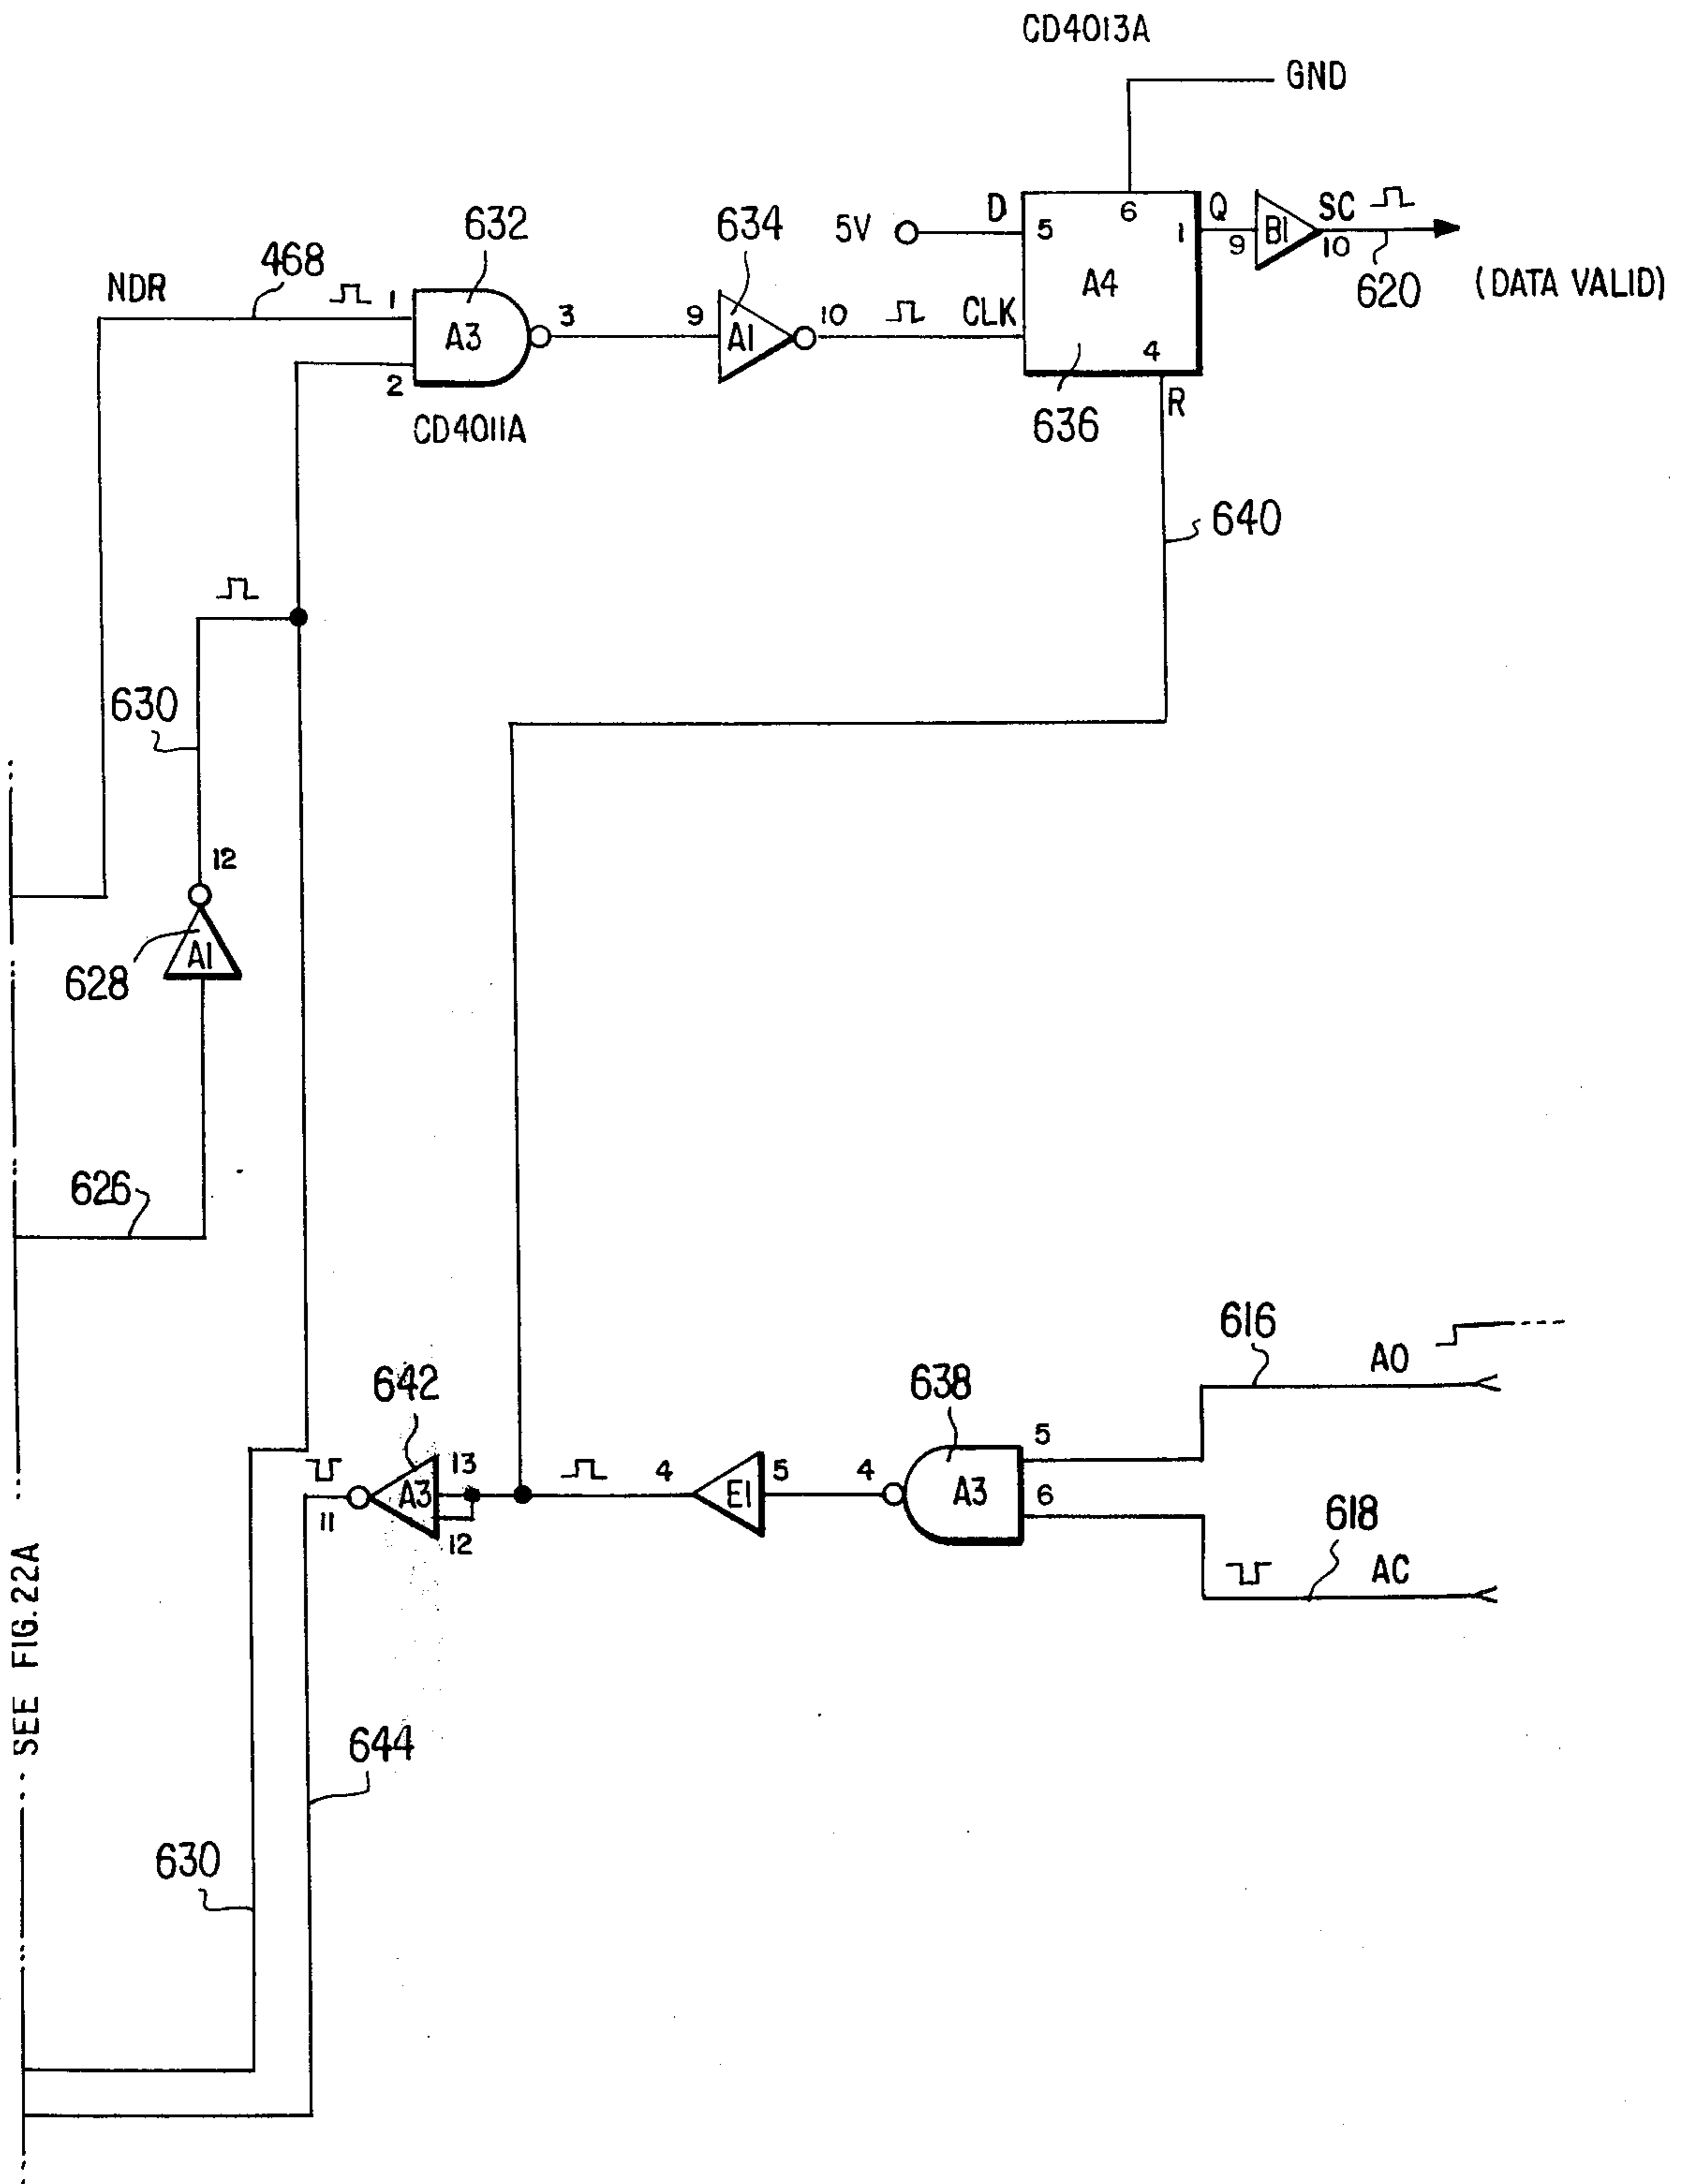 CD4013A
GND
632
634
5V
D
5
6
1
Q
9
B1
SC
10
620
(DATA VALID)
NDR
468
1
A3
3
9
A1
10
CLK
A4
4
2
CD4011A
636
R
640
630
12
A1
628
626
616
AO
642
638
5
13
A3
11
12
4
E1
5
4
A3
6
618
AC
SEE FIG.22A
644
630